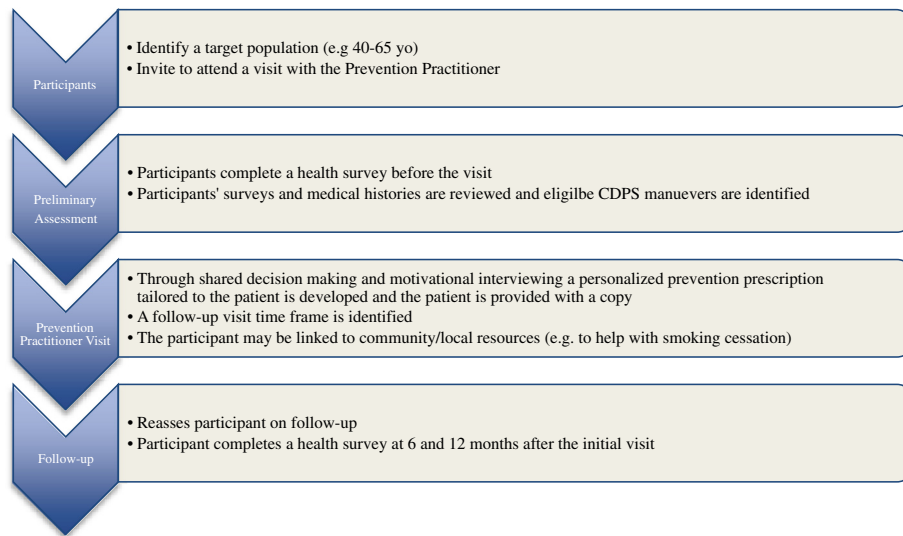 Participants
• Identify a target population (e.g 40-65 yo)
• Invite to attend a visit with the Prevention Practitioner
Preliminary
Assessment
• Participants complete a health survey before the visit
• Participants' surveys and medical histories are reviewed and eligilbe CDPS manuevers are identified
Prevention
Practitioner Visit
• Through shared decision making and motivational interviewing a personalized prevention prescription
tailored to the patient is developed and the patient is provided with a copy
• A follow-up visit time frame is identified
• The participant may be linked to community/local resources (e.g. to help with smoking cessation)
Follow-up
• Reasses participant on follow-up
• Participant completes a health survey at 6 and 12 months after the initial visit